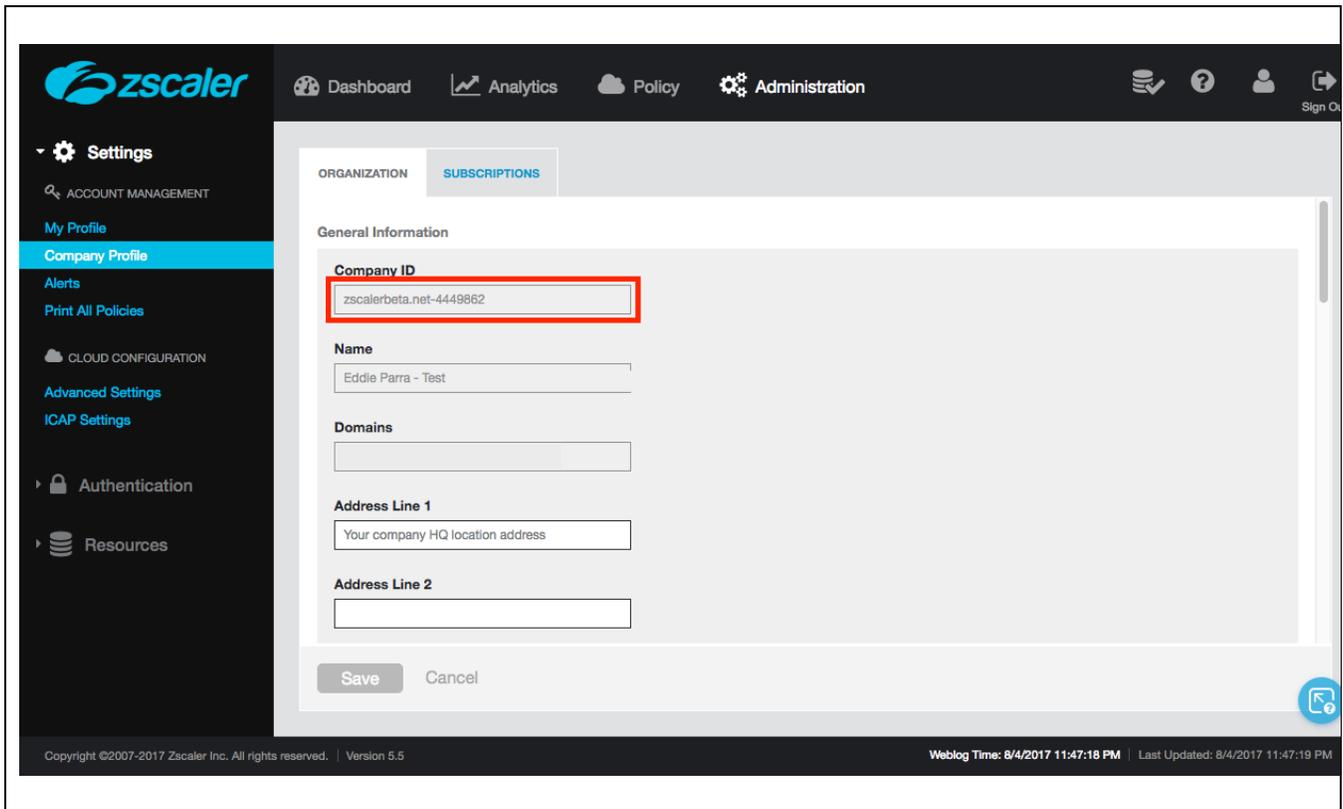 zscaler
Dashboard
Analytics
Policy
Administration
Sign Ou
Settings
ACCOUNT MANAGEMENT
My Profile
Company Profile
Alerts
Print All Policies
CLOUD CONFIGURATION
Advanced Settings
ICAP Settings
Authentication
Resources
ORGANIZATION
SUBSCRIPTIONS
General Information
Company ID
zscalerbeta.net-4449862
Name
Eddie Parra - Test
Domains
Address Line 1
Your company HQ location address
Address Line 2
Save
Cancel
Copyright ©2007-2017 Zscaler Inc. All rights reserved. | Version 5.5
Weblog Time: 8/4/2017 11:47:18 PM | Last Updated: 8/4/2017 11:47:19 PM